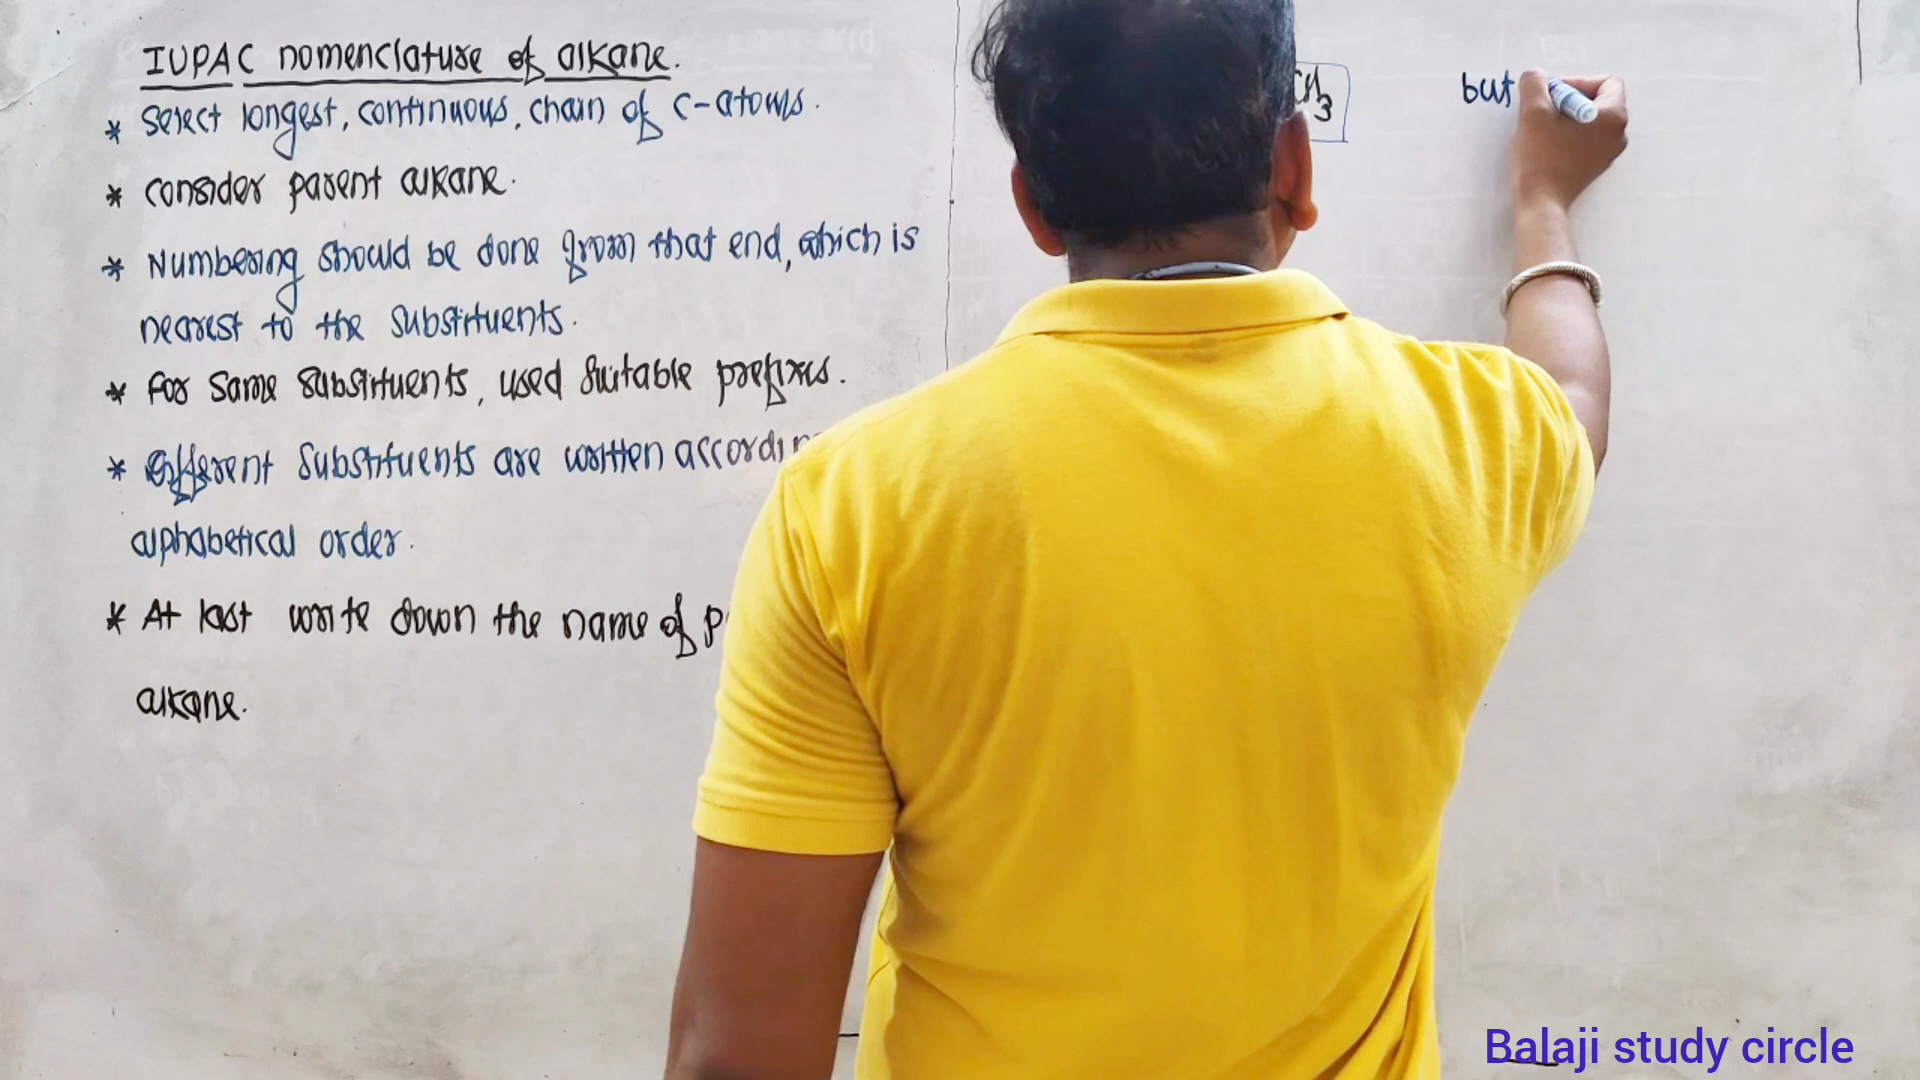 IUPAC nomenclature of alkane.
* Select longest, continuous, chain of c-atoms.
* consider parent alkane.
* Numbering should be done from that end, which is
nearest to the substituents.
* for same substituents, used suitable prefixes.
* Different substituents are written accordin
alphabetical order.
* At last write down the name of p
alkane.
CH3
but
Balaji study circle